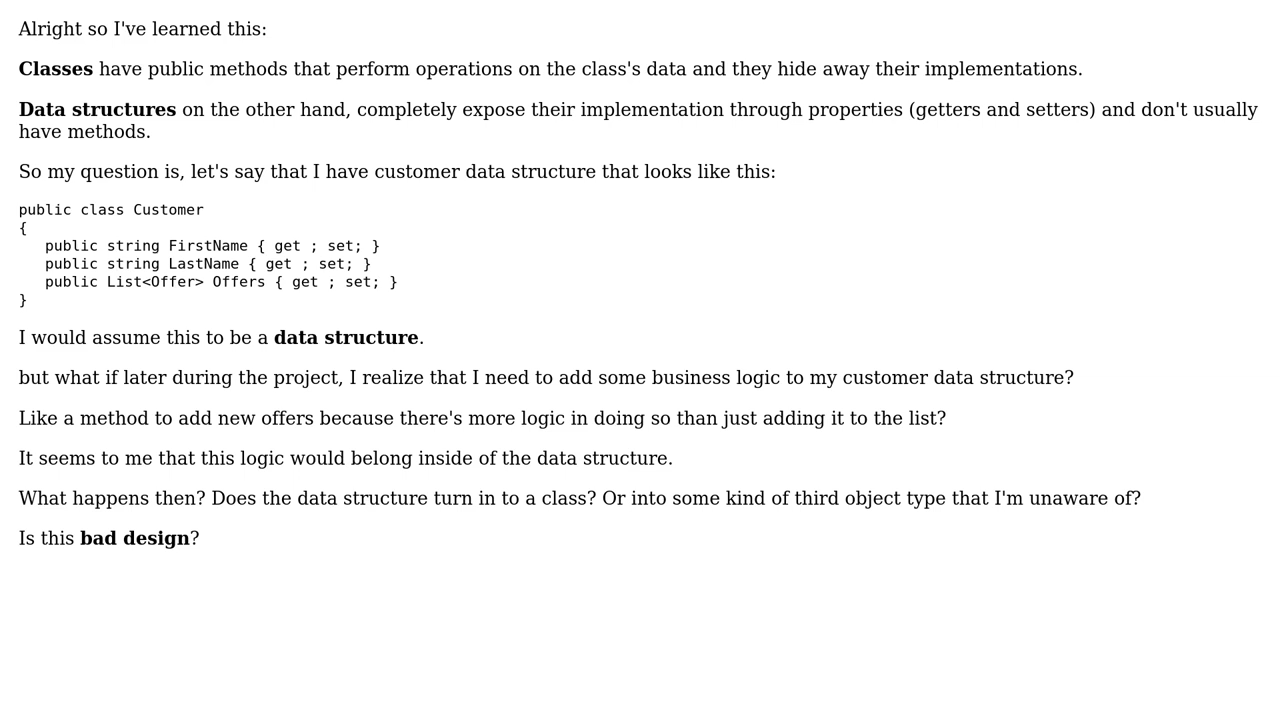 Alright so I've learned this:
Classes have public methods that perform operations on the class's data and they hide away their implementations.
Data structures on the other hand, completely expose their implementation through properties (getters and setters) and don't usually
have methods.
So my question is, let's say that I have customer data structure that looks like this:
public class Customer
{
   public string FirstName { get ; set; }
   public string LastName { get ; set; }
   public List<Offer> Offers { get ; set; }
}
I would assume this to be a data structure.
but what if later during the project, I realize that I need to add some business logic to my customer data structure?
Like a method to add new offers because there's more logic in doing so than just adding it to the list?
It seems to me that this logic would belong inside of the data structure.
What happens then? Does the data structure turn in to a class? Or into some kind of third object type that I'm unaware of?
Is this bad design?